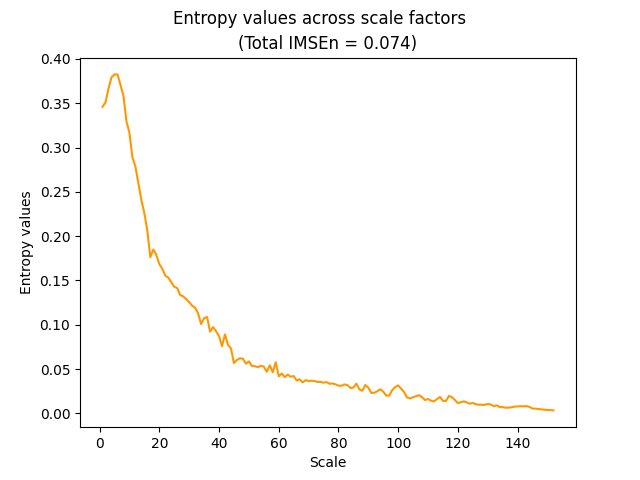 Entropy values across scale factors
(Total IMSEn = 0.074)
0.40
0.35
0.30
0.25
0.20
0.15
0.10
0.05
0.00
Entropy values
0 20 40 60 80 100 120 140
Scale